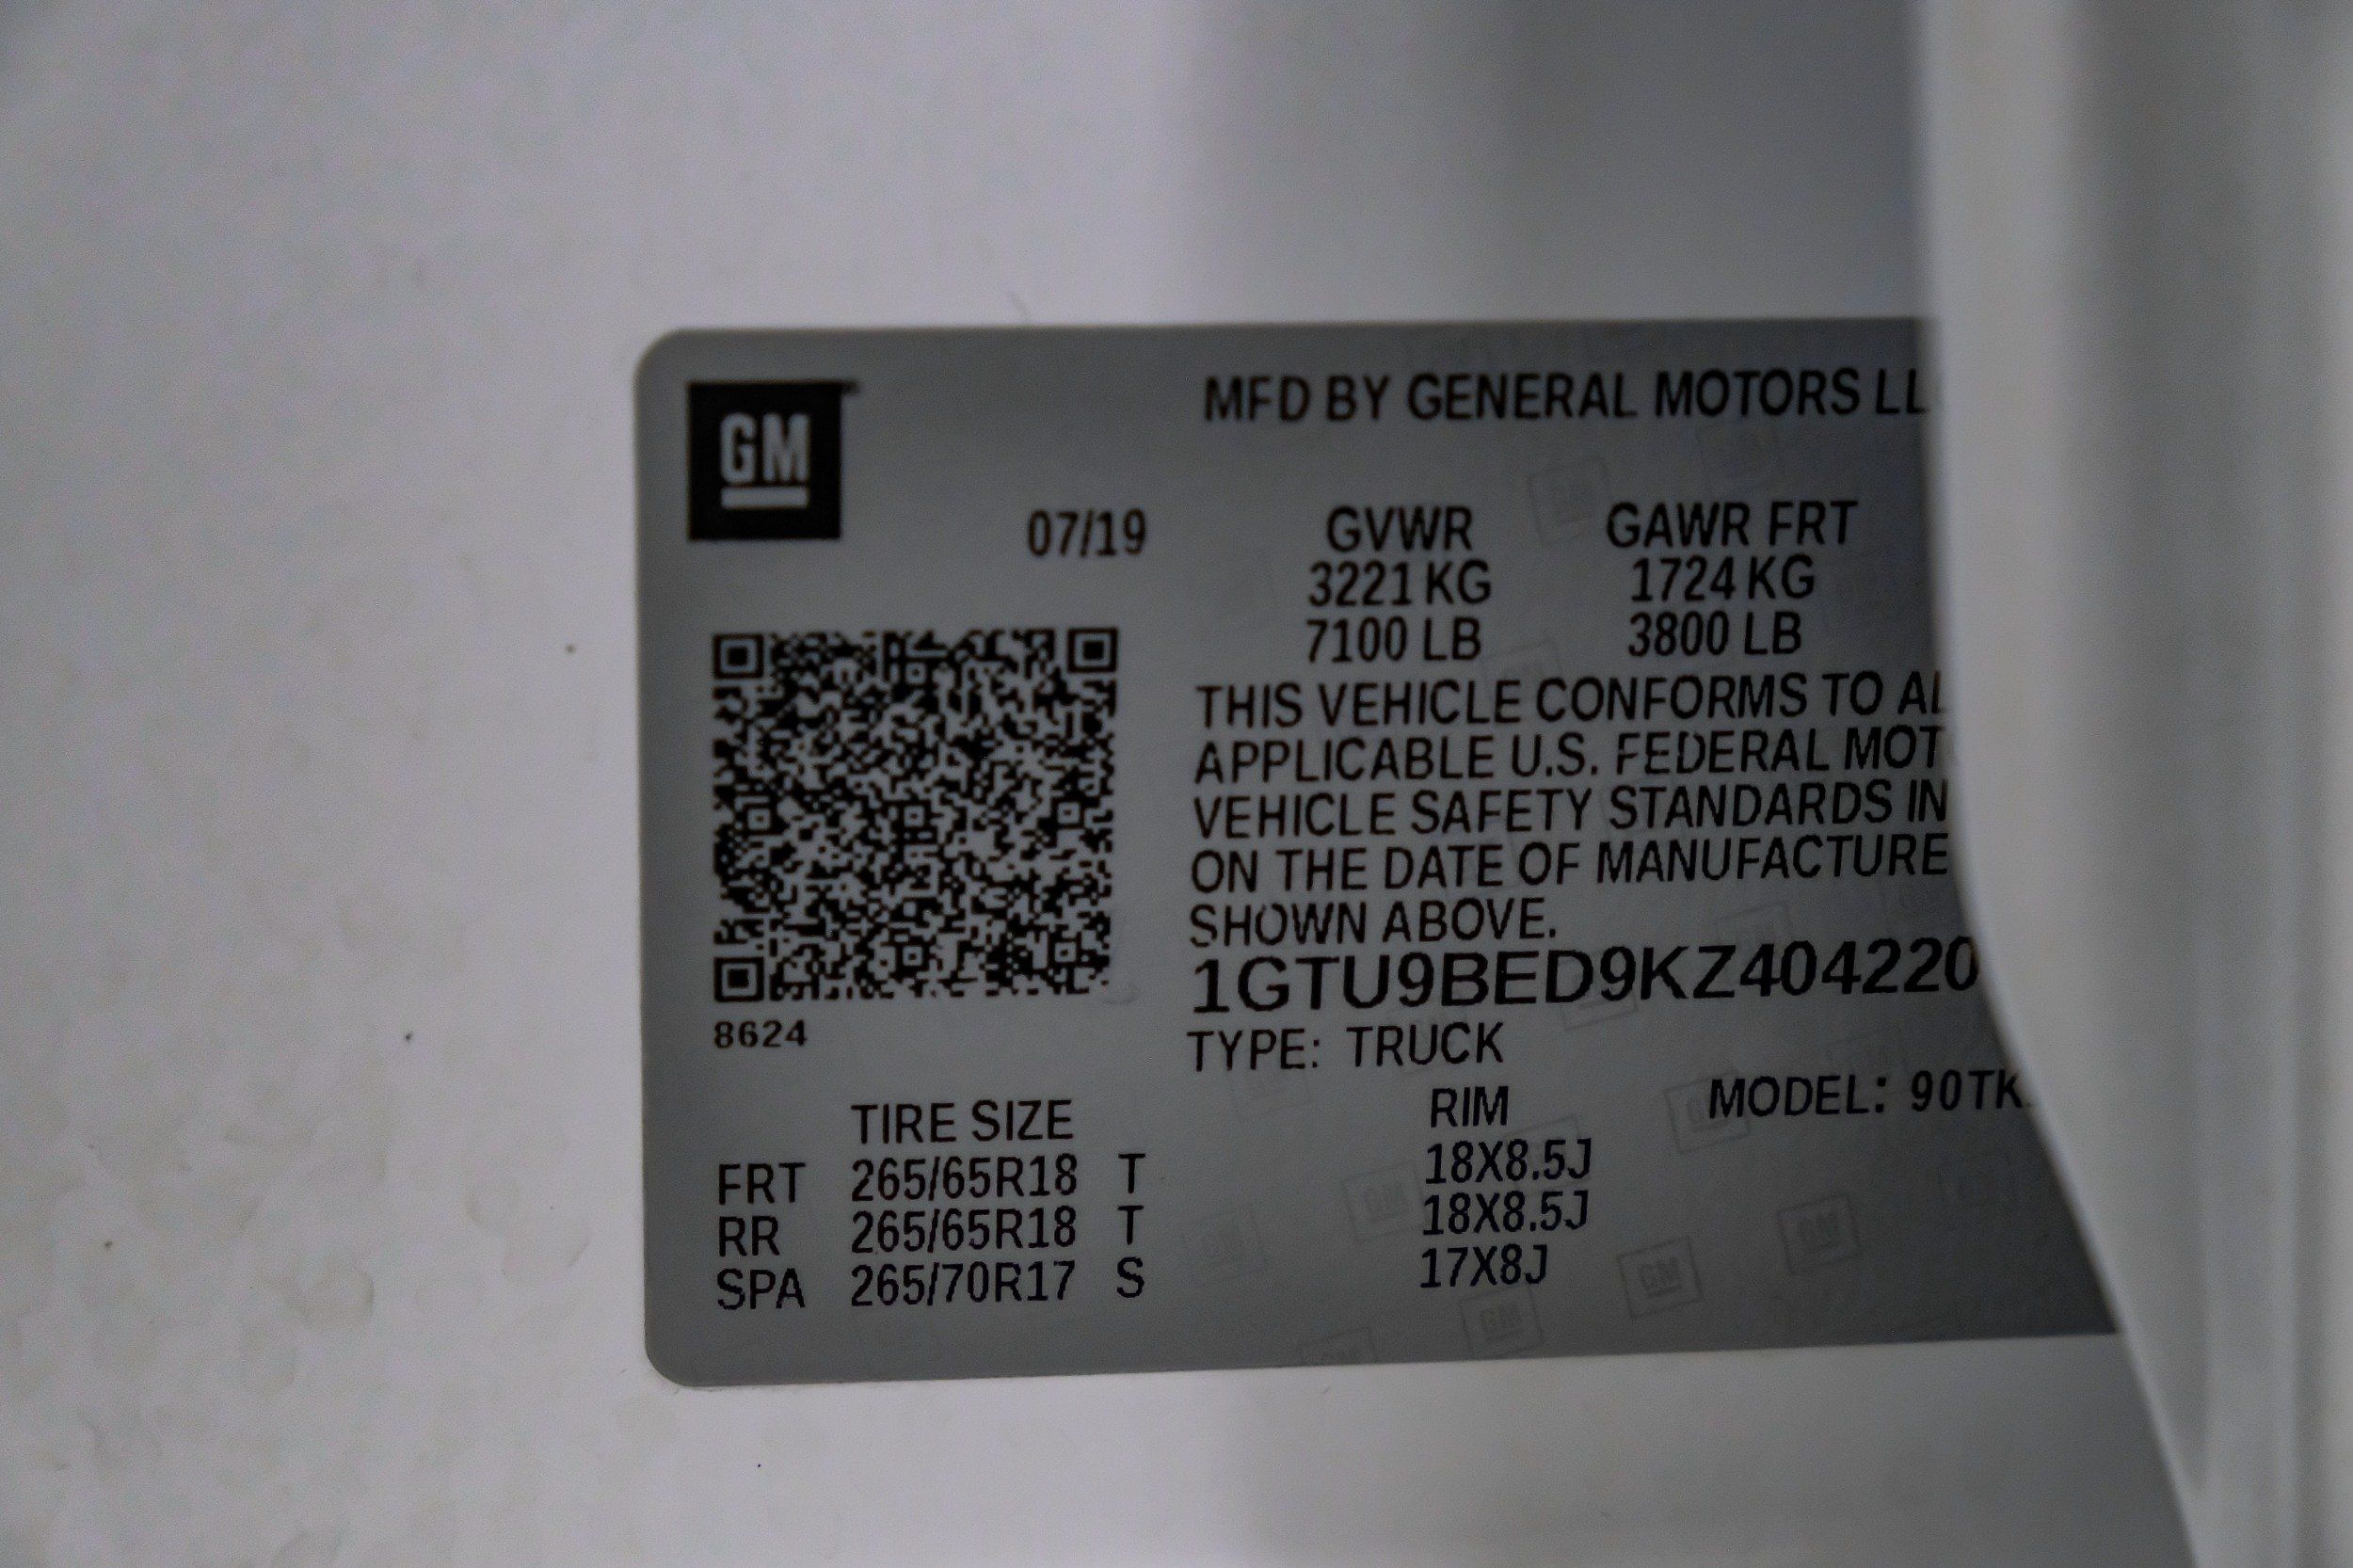 GM
MFD BY GENERAL MOTORS LL
07/19 GVWR GAWR FRT
3221 KG 1724 KG
7100 LB 3800 LB
THIS VEHICLE CONFORMS TO AL
APPLICABLE U.S. FEDERAL MOT
VEHICLE SAFETY STANDARDS IN
ON THE DATE OF MANUFACTURE
SHOWN ABOVE.
1GTU9BED9KZ404220
8624
TYPE: TRUCK
MODEL: 90TK
TIRE SIZE RIM
FRT 265/65R18 T 18X8.5J
RR 265/65R18 T 18X8.5J
SPA 265/70R17 S 17X8J